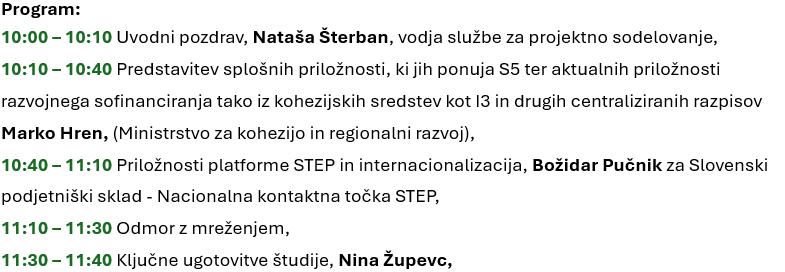 Program:
10:00 – 10:10 Uvodni pozdrav, Nataša Šterban, vodja službe za projektno sodelovanje,
10:10 – 10:40 Predstavitev splošnih priložnosti, ki jih ponuja S5 ter aktualnih priložnosti
razvojnega sofinanciranja tako iz kohezijskih sredstev kot I3 in drugih centraliziranih razpisov
Marko Hren, (Ministrstvo za kohezijo in regionalni razvoj),
10:40 – 11:10 Priložnosti platforme STEP in internacionalizacija, Božidar Pučnik za Slovenski
podjetniški sklad - Nacionalna kontaktna točka STEP,
11:10 – 11:30 Odmor z mreženjem,
11:30 – 11:40 Ključne ugotovitve študije, Nina Župevc,